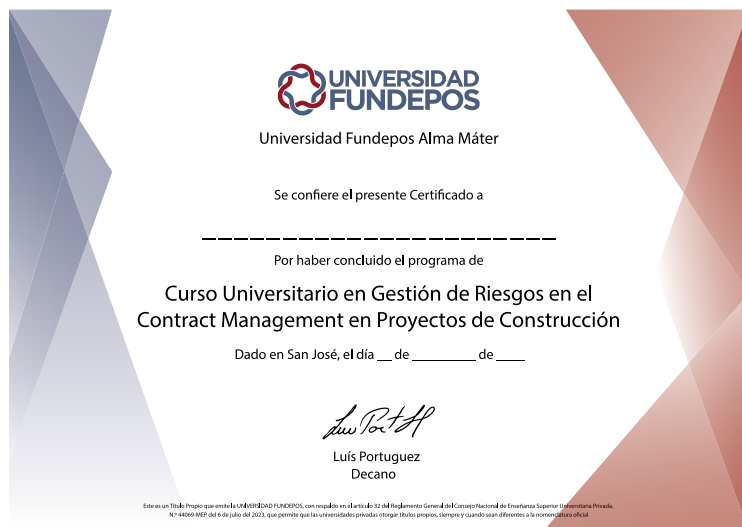 UNIVERSIDAD
FUNDEPOS
Universidad Fundepos Alma Máter
Se confiere el presente Certificado a
Por haber concluido el programa de
Curso Universitario en Gestión de Riesgos en el
Contract Management en Proyectos de Construcción
Dado en San José, el día __ de ________ de ____
Luís Portuguez
Decano
Este es un Título Propio que emite la UNIVERSIDAD FUNDEPOS, con respaldo en el artículo 32 del Reglamento General del Consejo Nacional de Enseñanza Superior Universitaria Privada,
N.º 44069-MEP del 6 de julio del 2023, que permite que las universidades privadas otorgar títulos propios, siempre y cuando sean diferentes a la nomenclatura oficial